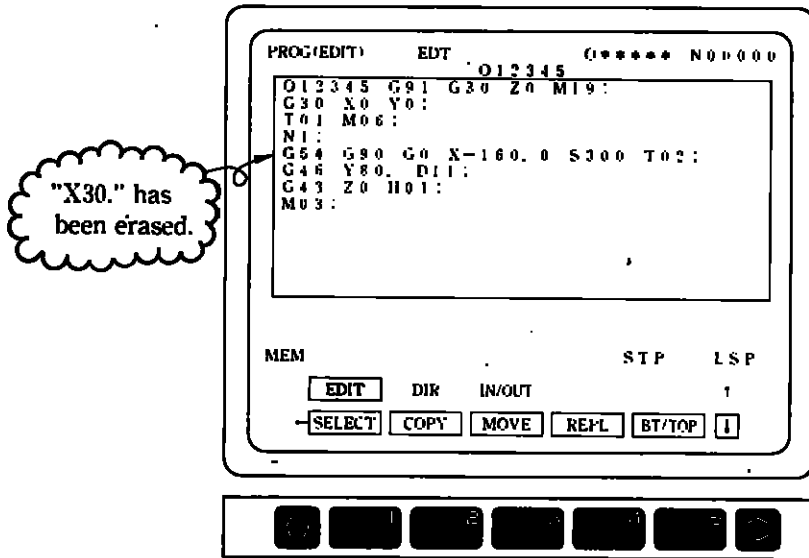 PROG(EDIT) EDT O***** N00000
O12345
O12345 G91 G30 Z0 M19:
G30 X0 Y0:
T01 M06:
N1:
G54 G90 G0 X-160.0 S300 T02:
G46 Y80. D11:
G43 Z0 H01:
M03:
"X30." has
been erased.
MEM STP LSP
EDIT DIR IN/OUT ↑
SELECT COPY MOVE REPL BT/TOP ↓